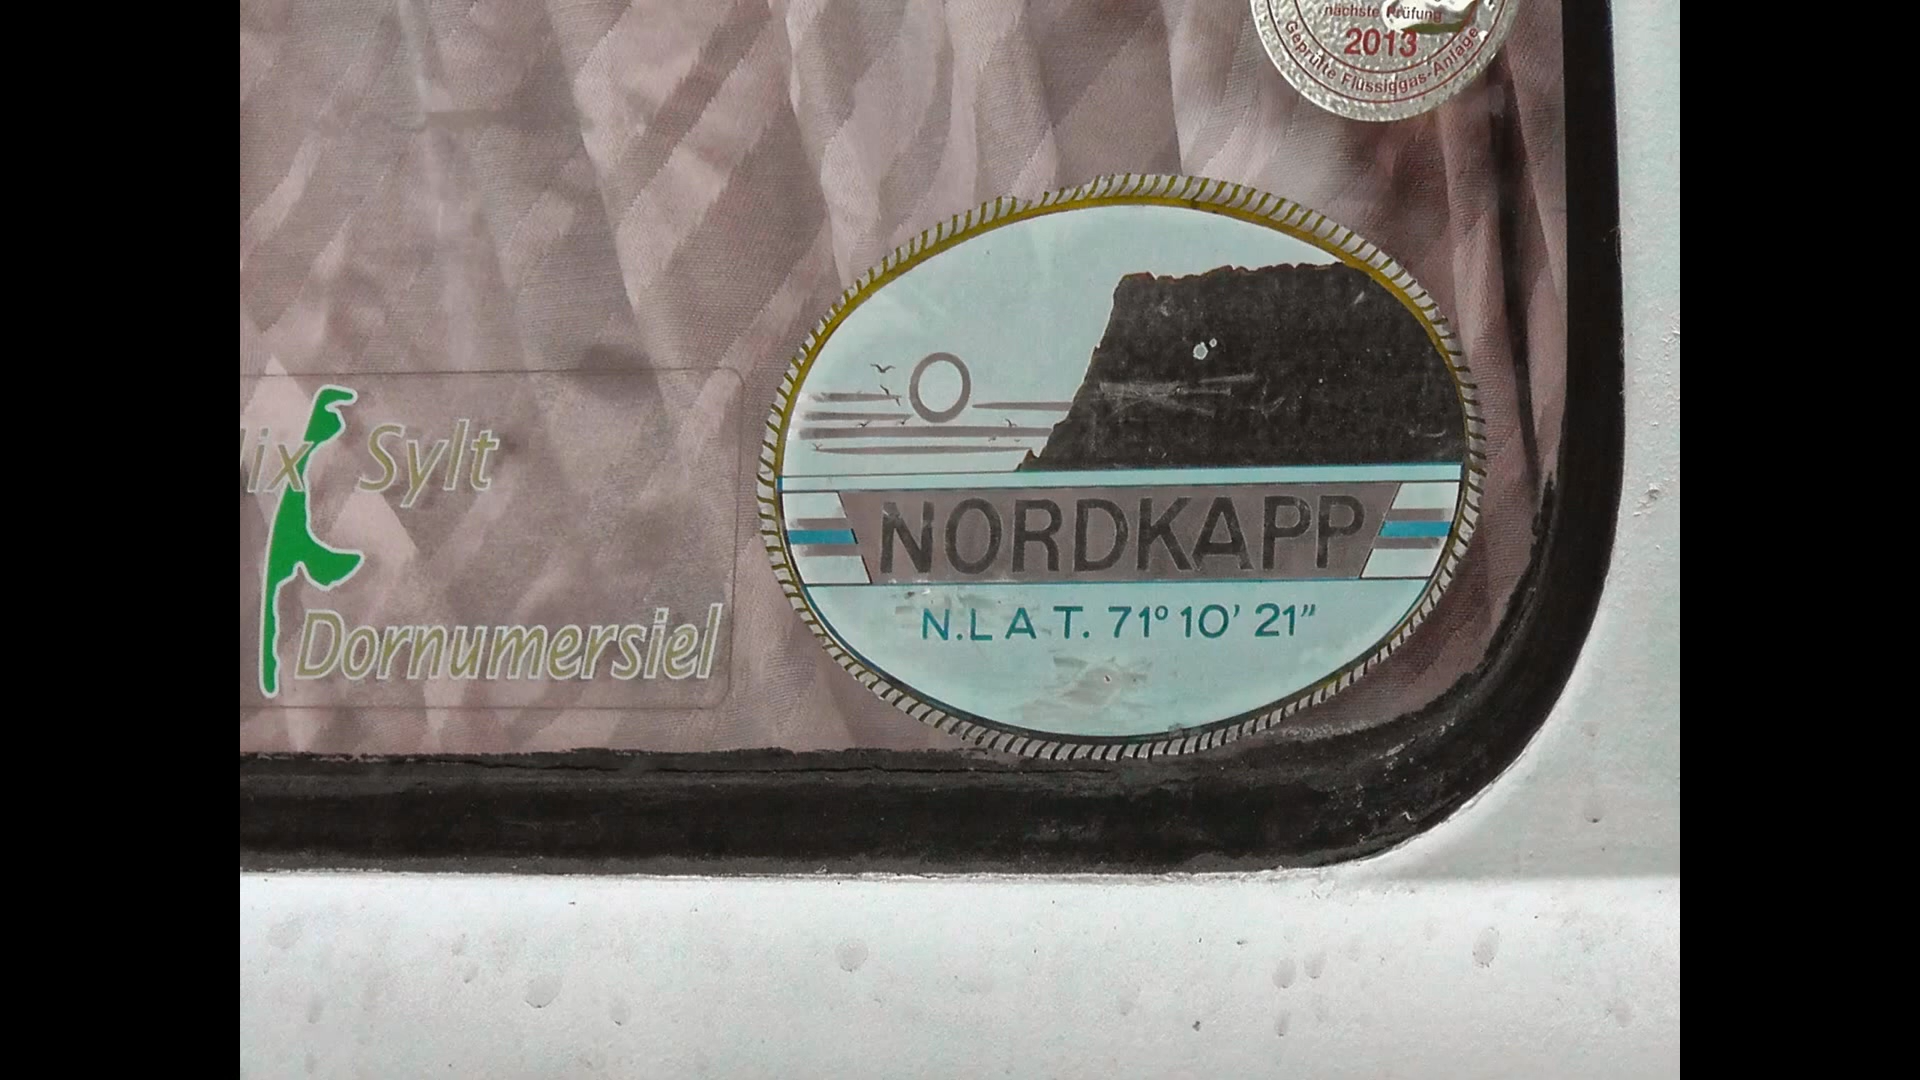 nächste Prüfung
2013
Geprüfte Flüssiggas-Anlage
Sylt
Dornumersiel
NORDKAPP
N.LAT. 71° 10' 21"